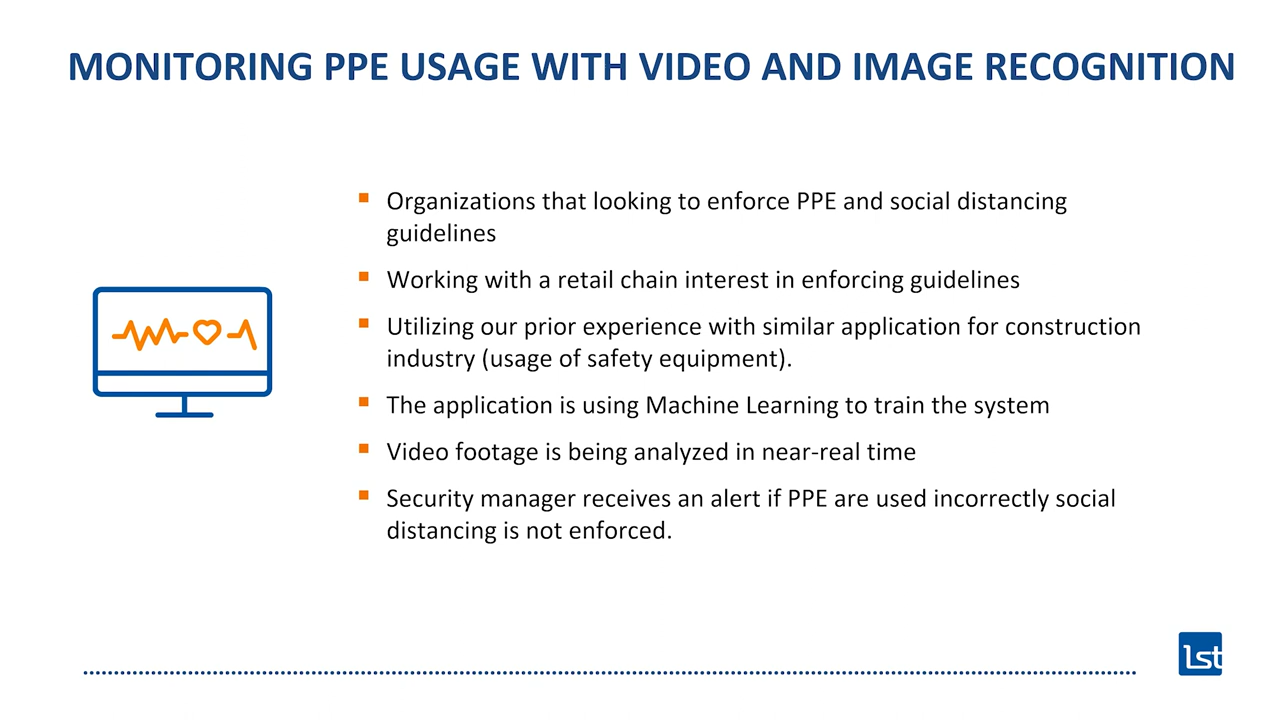 MONITORING PPE USAGE WITH VIDEO AND IMAGE RECOGNITION
Organizations that looking to enforce PPE and social distancing
guidelines
Working with a retail chain interest in enforcing guidelines
Utilizing our prior experience with similar application for construction
industry (usage of safety equipment).
The application is using Machine Learning to train the system
Video footage is being analyzed in near-real time
Security manager receives an alert if PPE are used incorrectly social
distancing is not enforced.
1st